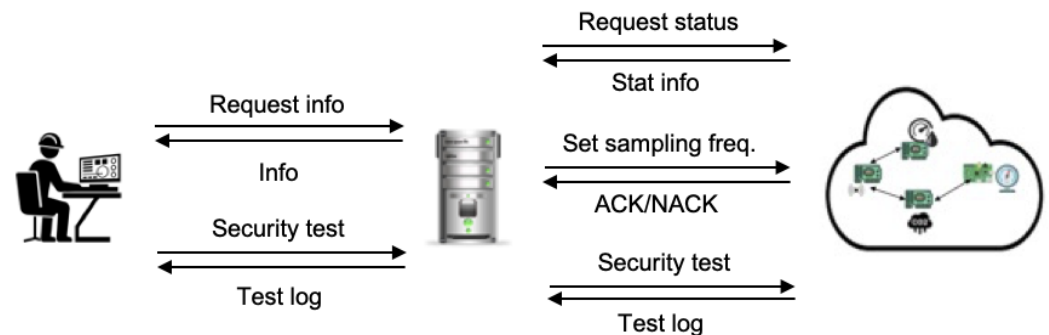 Request status
Stat info
Request info
Info
Set sampling freq.
ACK/NACK
Security test
Test log
Security test
Test log